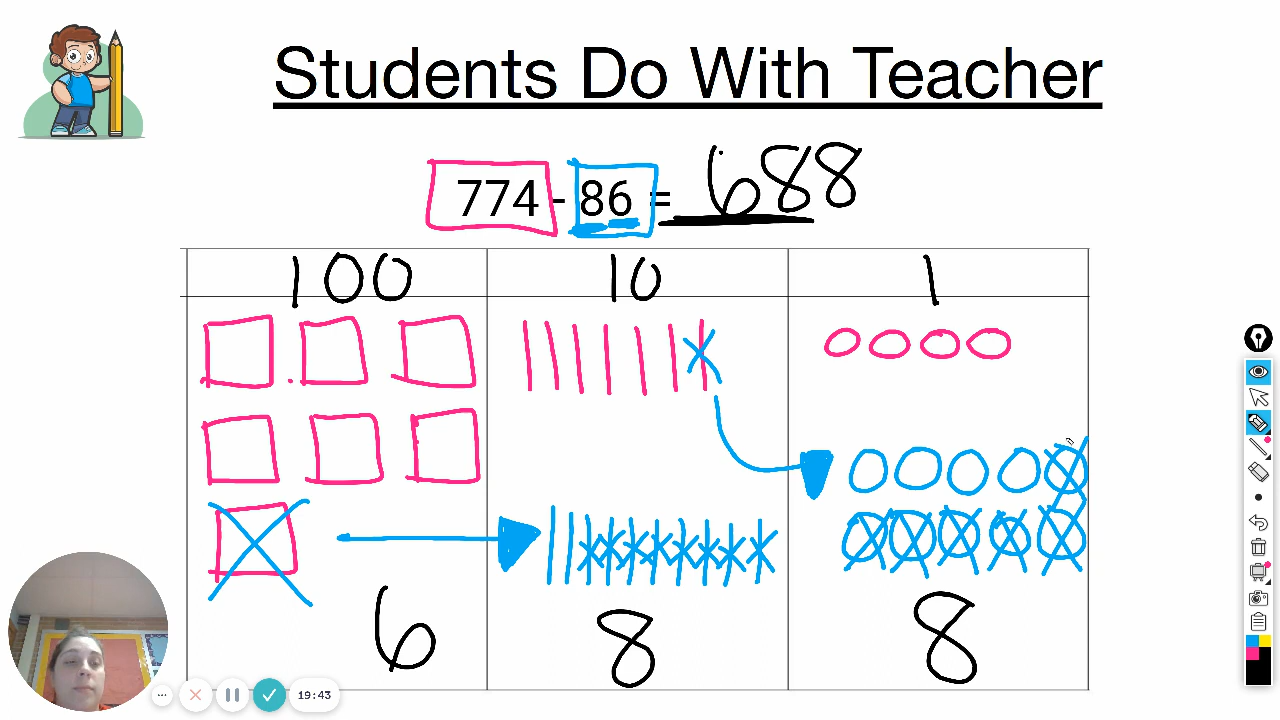 Students Do With Teacher
774 - 86 = 688
100 10 1
6 8 8
19:43